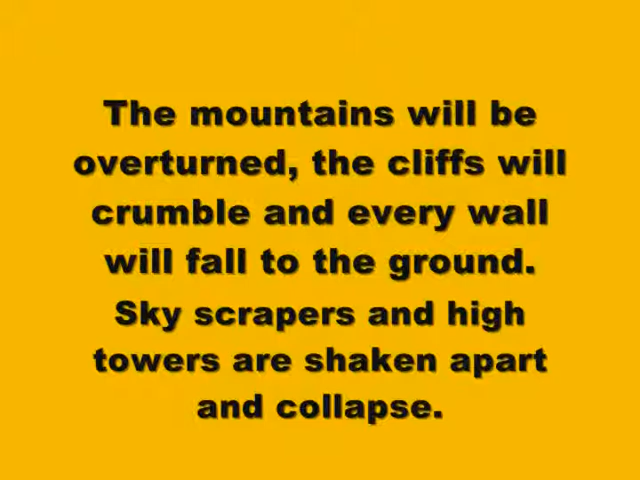 The mountains will be
overturned, the cliffs will
crumble and every wall
will fall to the ground.
Sky scrapers and high
towers are shaken apart
and collapse.